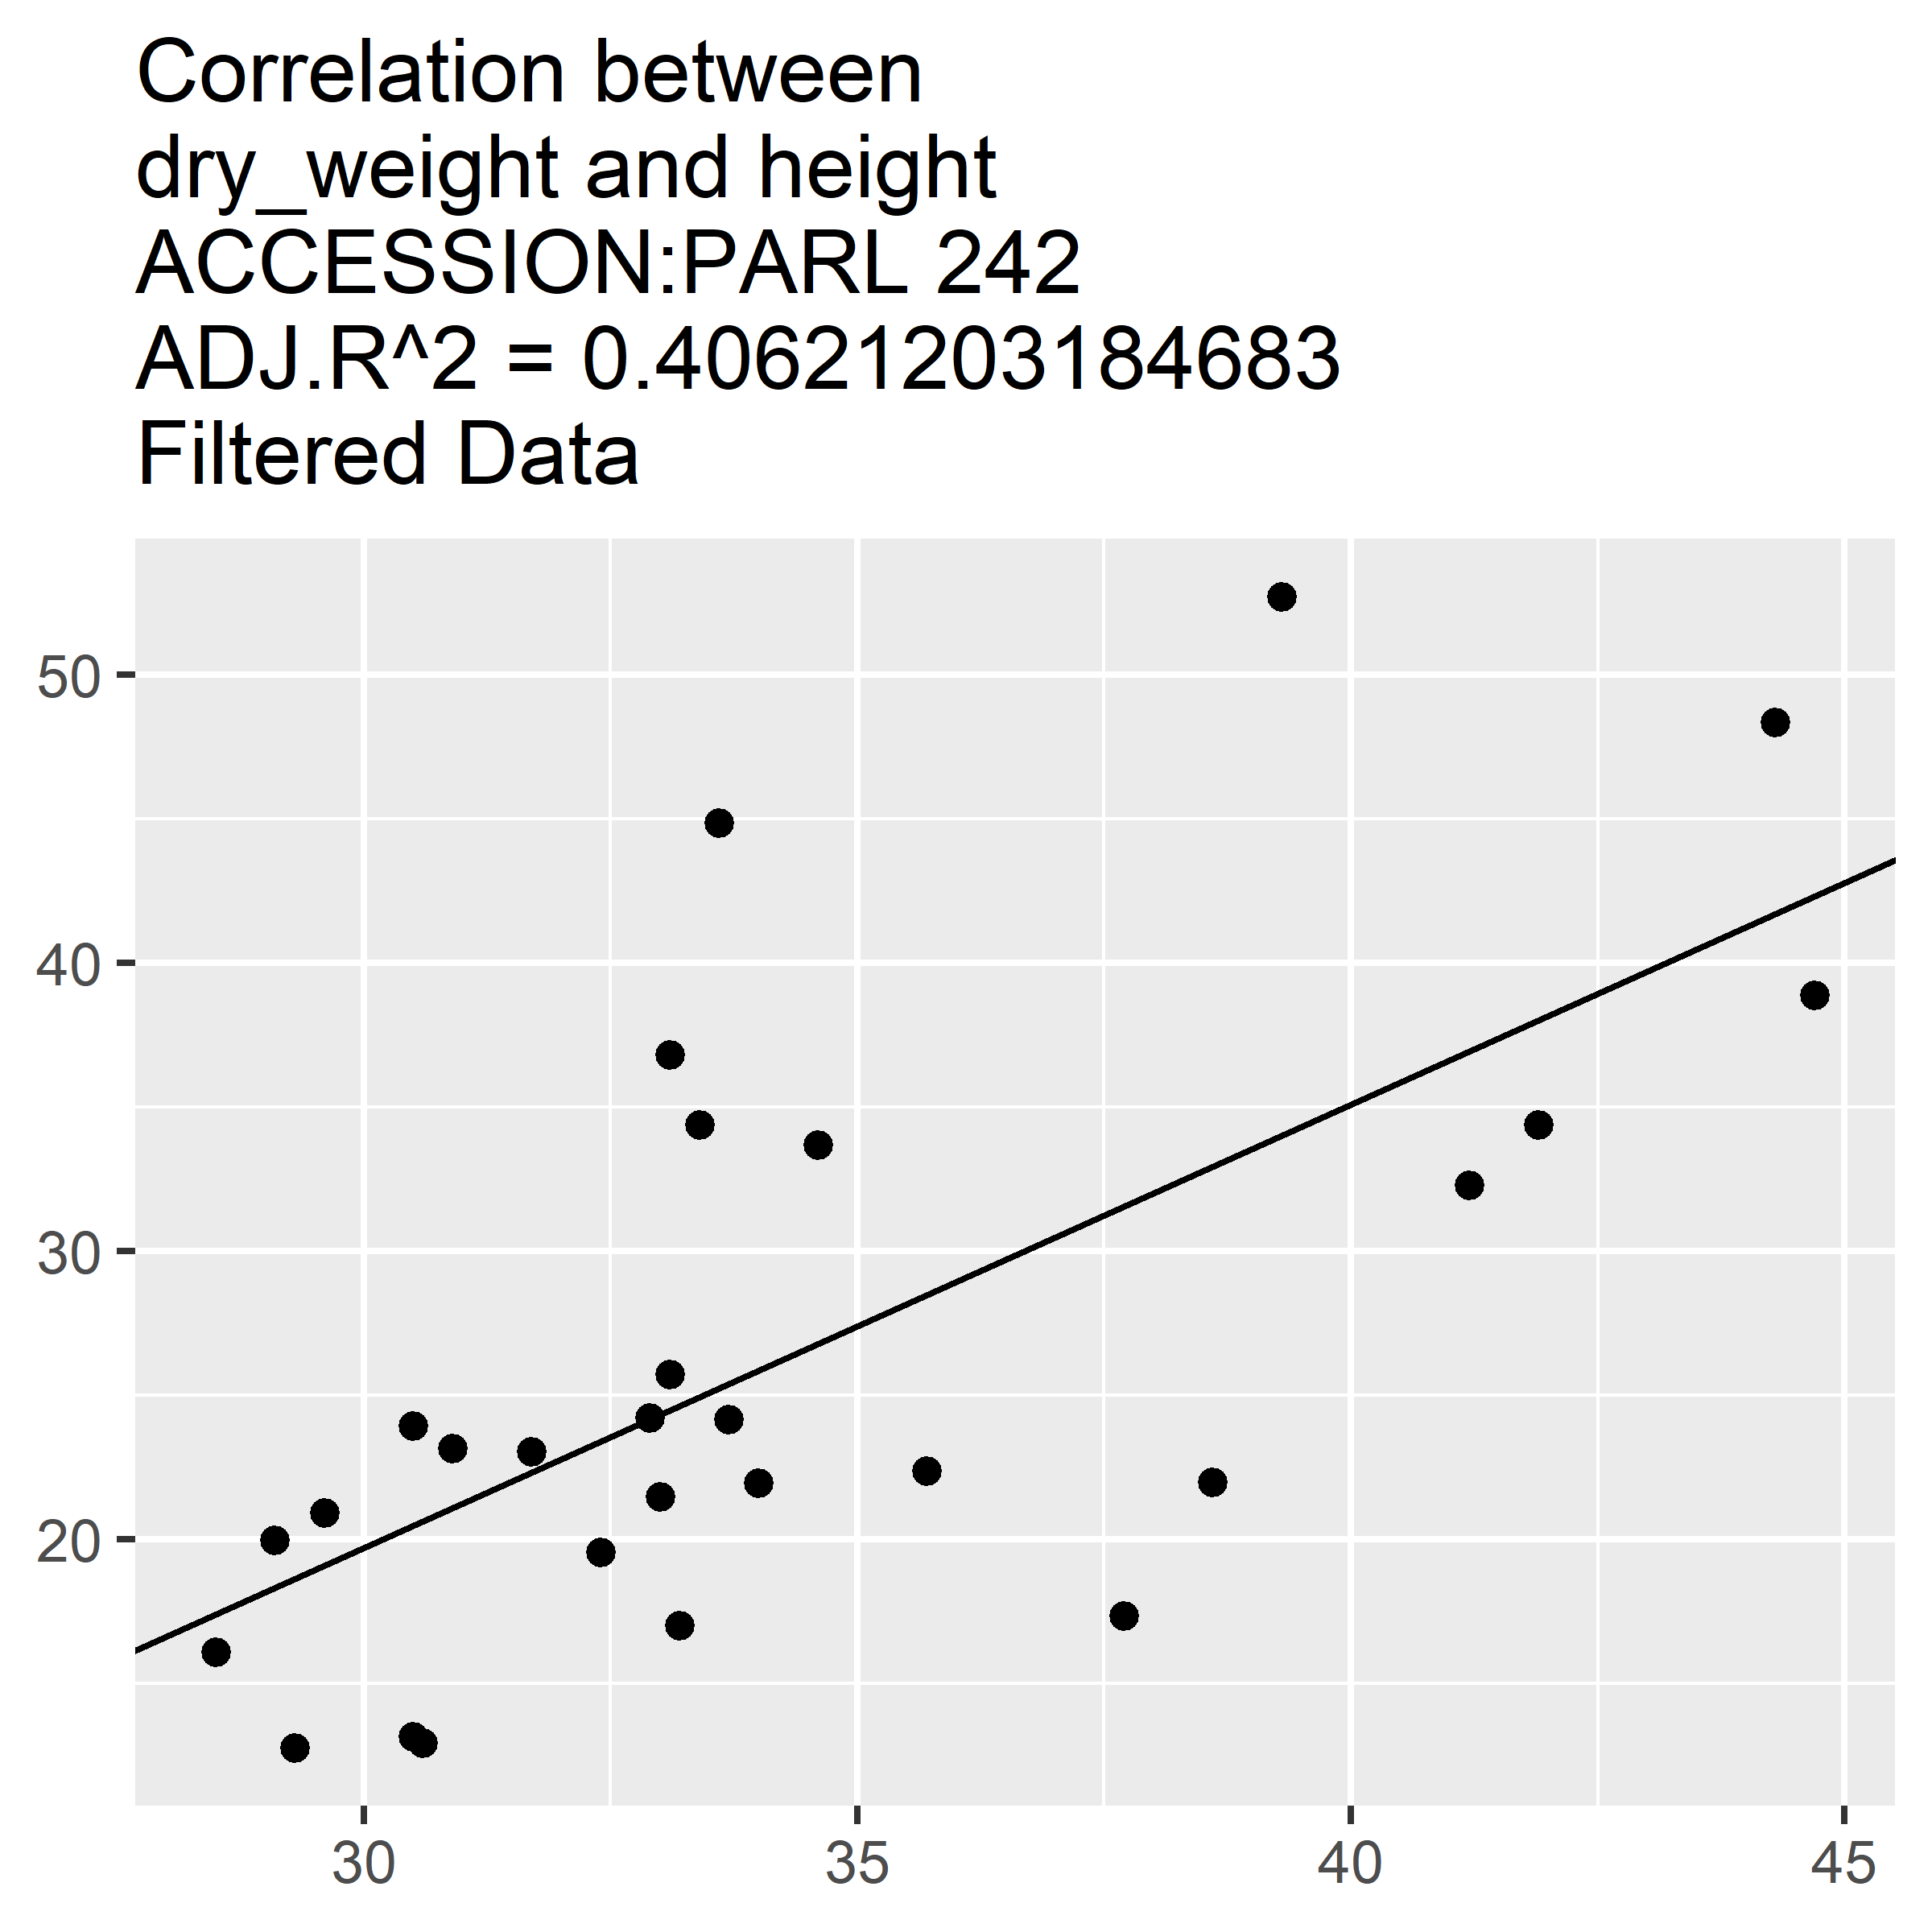 Correlation between
dry_weight and height
ACCESSION:PARL 242
ADJ.R^2 = 0.40621203184683
Filtered Data
50
40
30
20
30 35 40 45